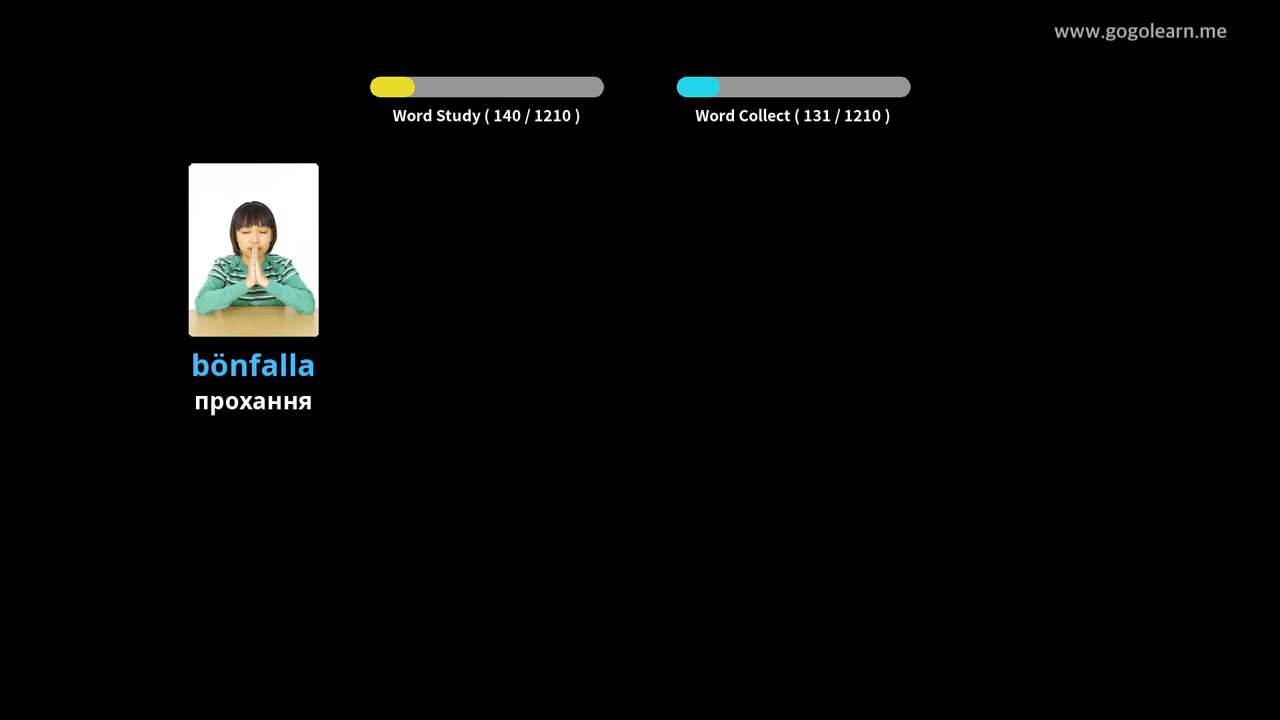 www.gogolearn.me
Word Study ( 140 / 1210 )
Word Collect ( 131 / 1210 )
bönfalla
прохання